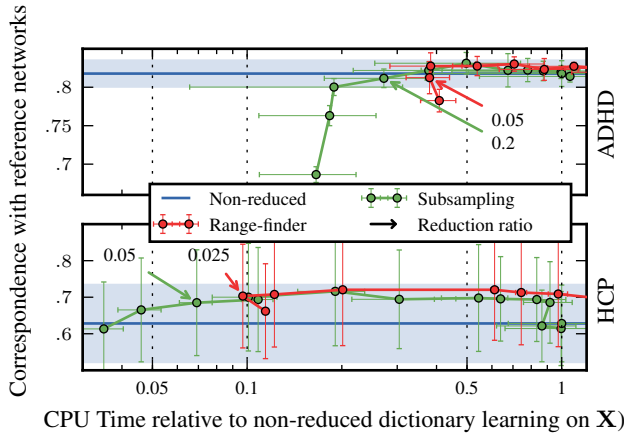 Correspondence with reference networks
.8
.75
.7
0.05
0.2
ADHD
Non-reduced
Range-finder
Subsampling
Reduction ratio
.8
.7
.6
0.05
0.025
HCP
0.05
0.1
0.5
1
CPU Time relative to non-reduced dictionary learning on X)